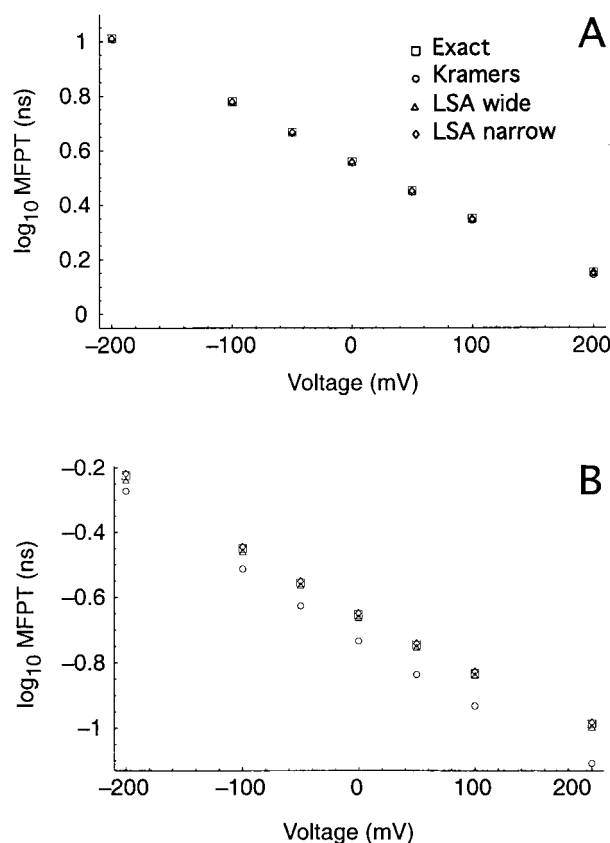 A
□ Exact
○ Kramers
△ LSA wide
◇ LSA narrow
log10 MFPT (ns)
1
0.8
0.6
0.4
0.2
0
−200
−100
0
100
200
Voltage (mV)
B
log10 MFPT (ns)
−0.2
−0.4
−0.6
−0.8
−1
−200
−100
0
100
200
Voltage (mV)